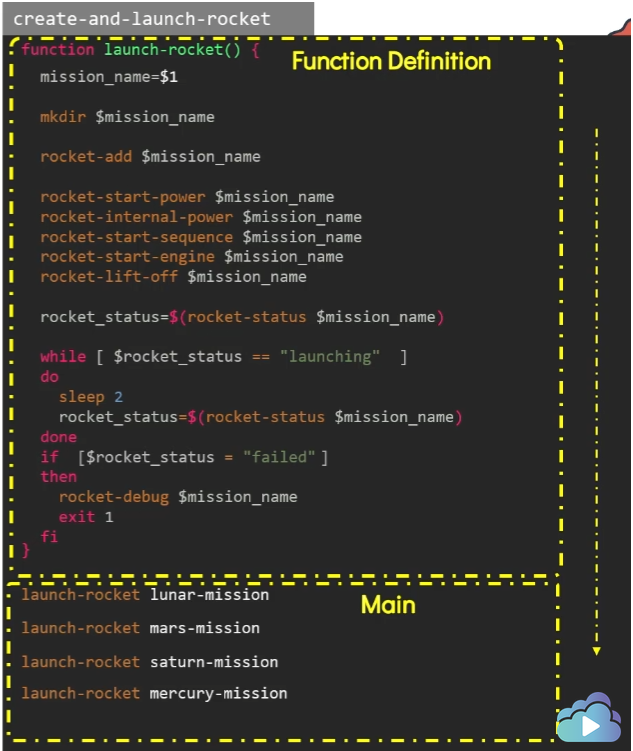 create-and-launch-rocket
function launch-rocket() {
Function Definition
mission_name=$1
mkdir $mission_name
rocket-add $mission_name
rocket-start-power $mission_name
rocket-internal-power $mission_name
rocket-start-sequence $mission_name
rocket-start-engine $mission_name
rocket-lift-off $mission_name
rocket_status=$(rocket-status $mission_name)
while [ $rocket_status == "launching"  ]
do
sleep 2
rocket_status=$(rocket-status $mission_name)
done
if  [$rocket_status = "failed" ]
then
rocket-debug $mission_name
exit 1
fi
}
launch-rocket lunar-mission
Main
launch-rocket mars-mission
launch-rocket saturn-mission
launch-rocket mercury-mission